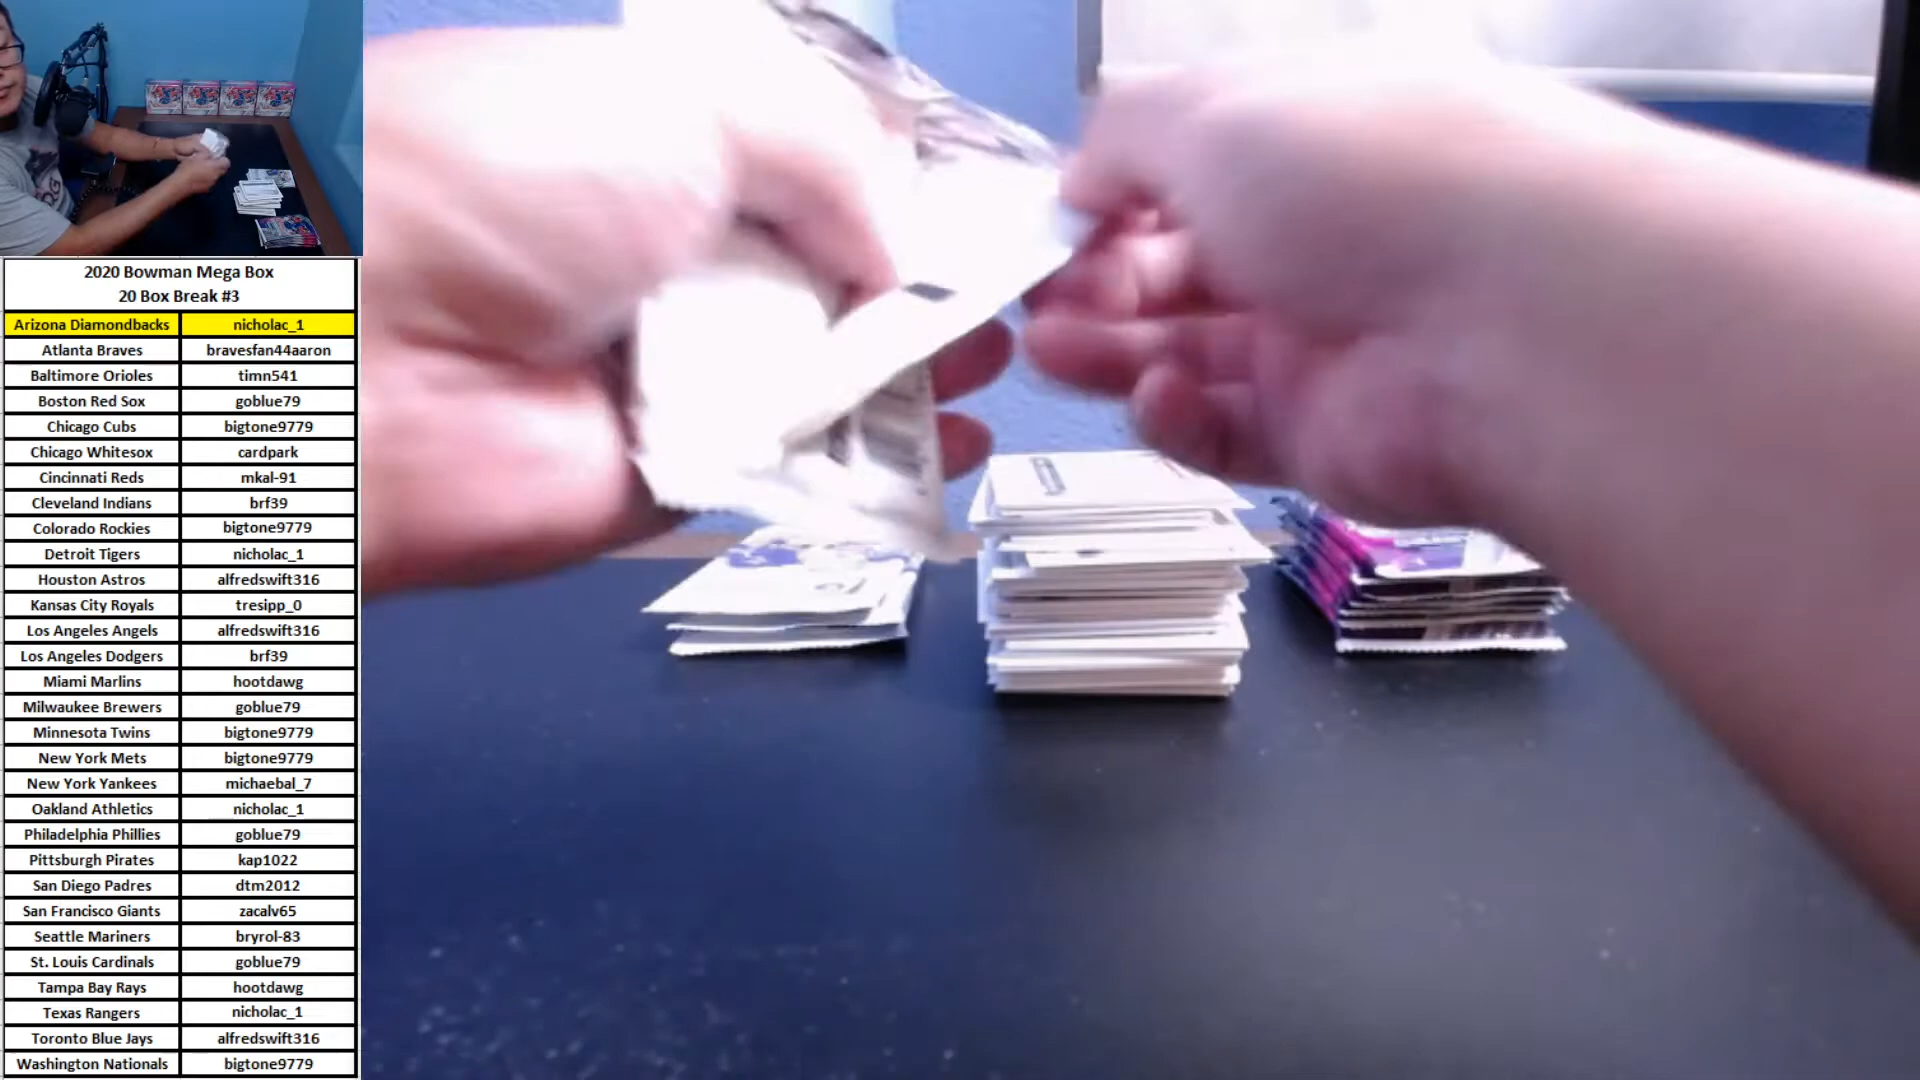 2020 Bowman Mega Box
20 Box Break #3
Arizona Diamondbacks nicholac_1
Atlanta Braves bravesfan44aaron
Baltimore Orioles timn541
Boston Red Sox goblue79
Chicago Cubs bigtone9779
Chicago Whitesox cardpark
Cincinnati Reds mkal-91
Cleveland Indians brf39
Colorado Rockies bigtone9779
Detroit Tigers nicholac_1
Houston Astros alfredswift316
Kansas City Royals tresipp_0
Los Angeles Angels alfredswift316
Los Angeles Dodgers brf39
Miami Marlins hootdawg
Milwaukee Brewers goblue79
Minnesota Twins bigtone9779
New York Mets bigtone9779
New York Yankees michaebal_7
Oakland Athletics nicholac_1
Philadelphia Phillies goblue79
Pittsburgh Pirates kap1022
San Diego Padres dtm2012
San Francisco Giants zacalv65
Seattle Mariners bryrol-83
St. Louis Cardinals goblue79
Tampa Bay Rays hootdawg
Texas Rangers nicholac_1
Toronto Blue Jays alfredswift316
Washington Nationals bigtone9779